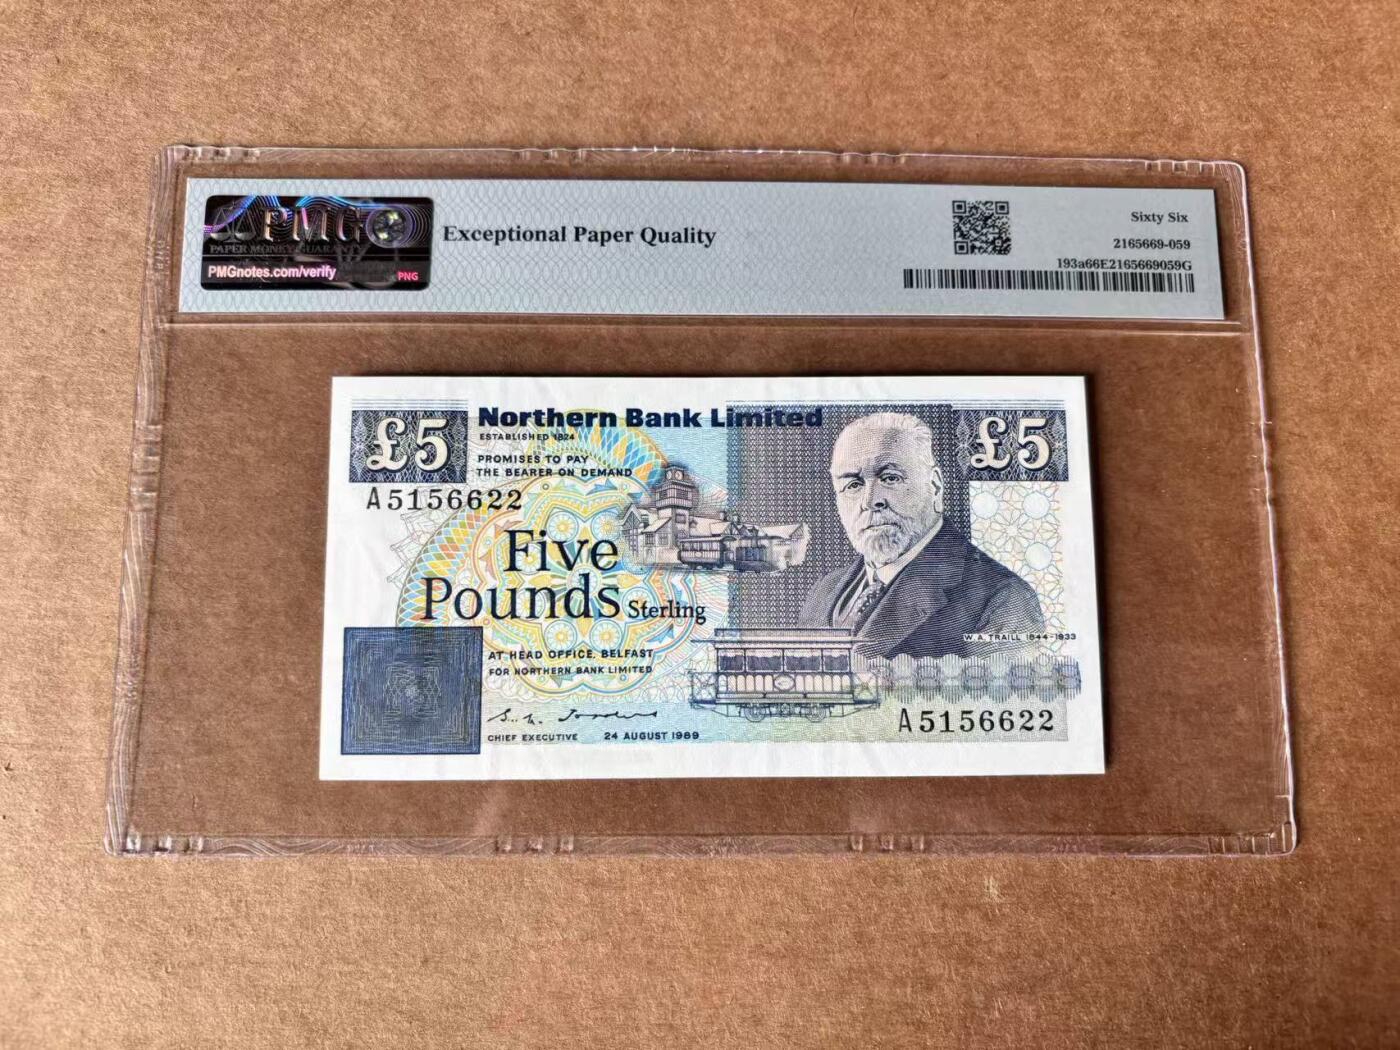 PMG
PAPER MONEY GUARANTY
PMGnotes.com/verify
PNG
Exceptional Paper Quality
Sixty Six
2165669-059
193a66E2165669059G
£5
Northern Bank Limited
£5
ESTABLISHED 1824
PROMISES TO PAY
THE BEARER ON DEMAND
A5156622
Five
Pounds Sterling
W. A. TRAILL 1844-1933
AT HEAD OFFICE, BELFAST
FOR NORTHERN BANK LIMITED
A5156622
CHIEF EXECUTIVE 24 AUGUST 1989